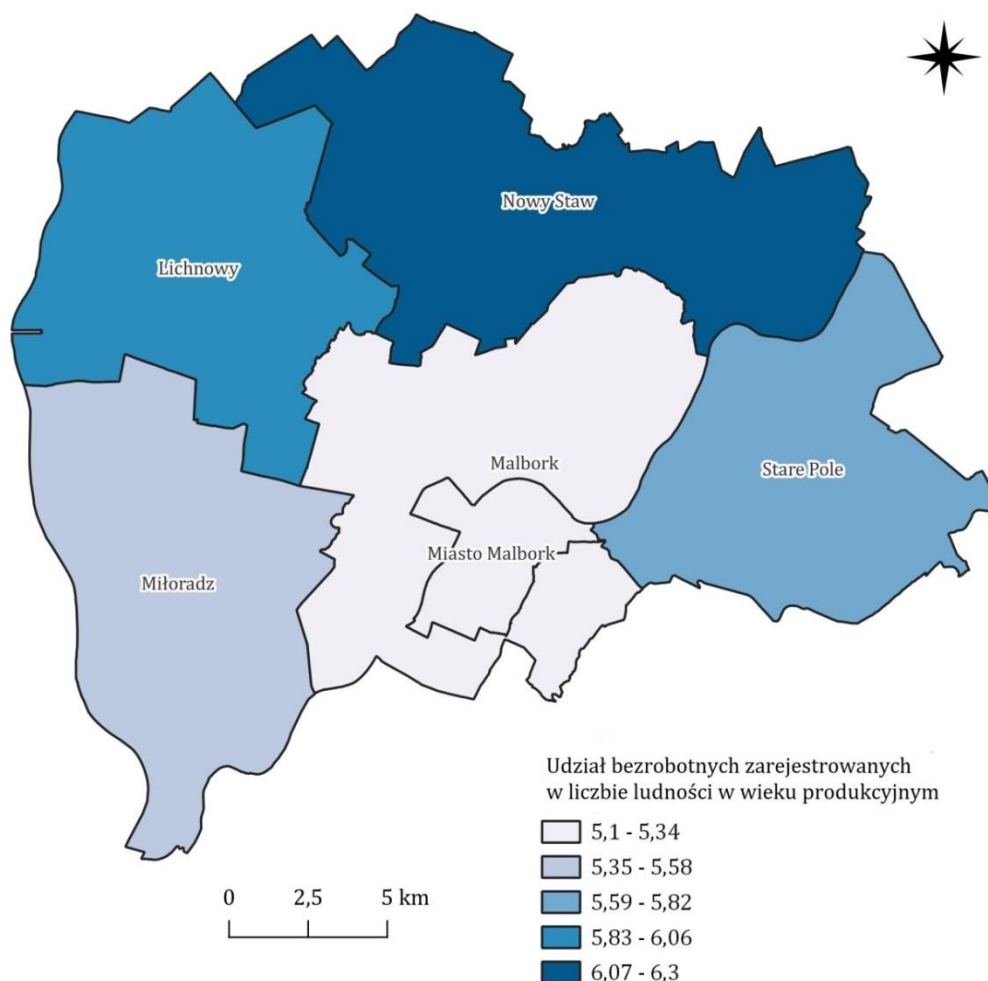 Nowy Staw
Lichnowy
Malbork
Stare Pole
Miasto Malbork
Miłoradz
Udział bezrobotnych zarejestrowanych
w liczbie ludności w wieku produkcyjnym
5,1 - 5,34
5,35 - 5,58
5,59 - 5,82
5,83 - 6,06
6,07 - 6,3
0 2,5 5 km